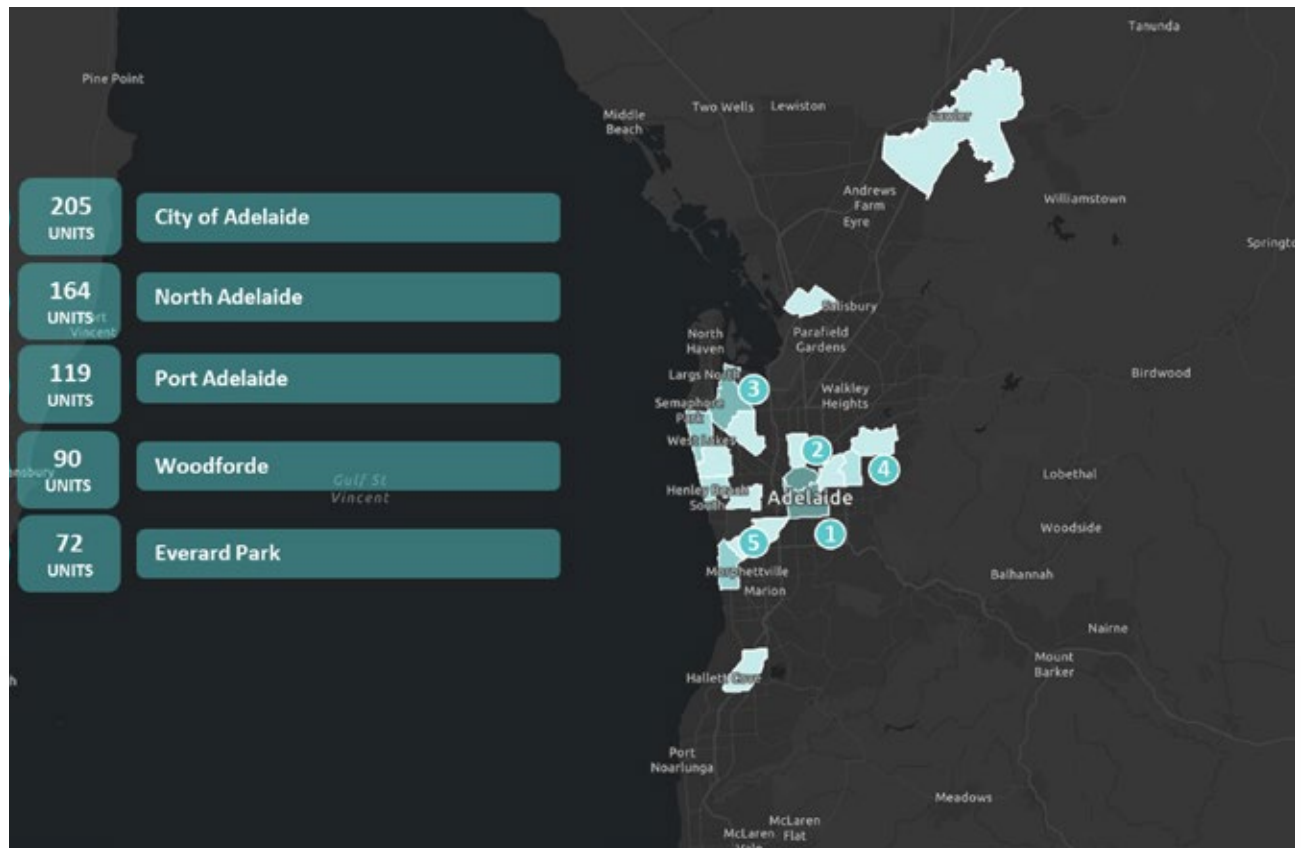 Tanunda
Pine Point
Two Wells
Lewiston
Middle
Beach
Gawler
Andrews
Farm
Eyre
Williamstown
205
UNITS
City of Adelaide
164
UNITS
Vincent
North Adelaide
Salisbury
North
Haven
Parafield
Gardens
119
UNITS
Port Adelaide
Largs North
3
Walkley
Heights
Birdwood
Semaphore
Park
West Lakes
2
4
90
UNITS
Woodforde
Gulf St
Vincent
Henley Beach
South
Adelaide
Lobethal
1
Woodside
72
UNITS
Everard Park
5
Morphettville
Marion
Balhannah
Nairne
Mount
Barker
Hallett Cove
Port
Noarlunga
Meadows
McLaren
Flat
McLaren